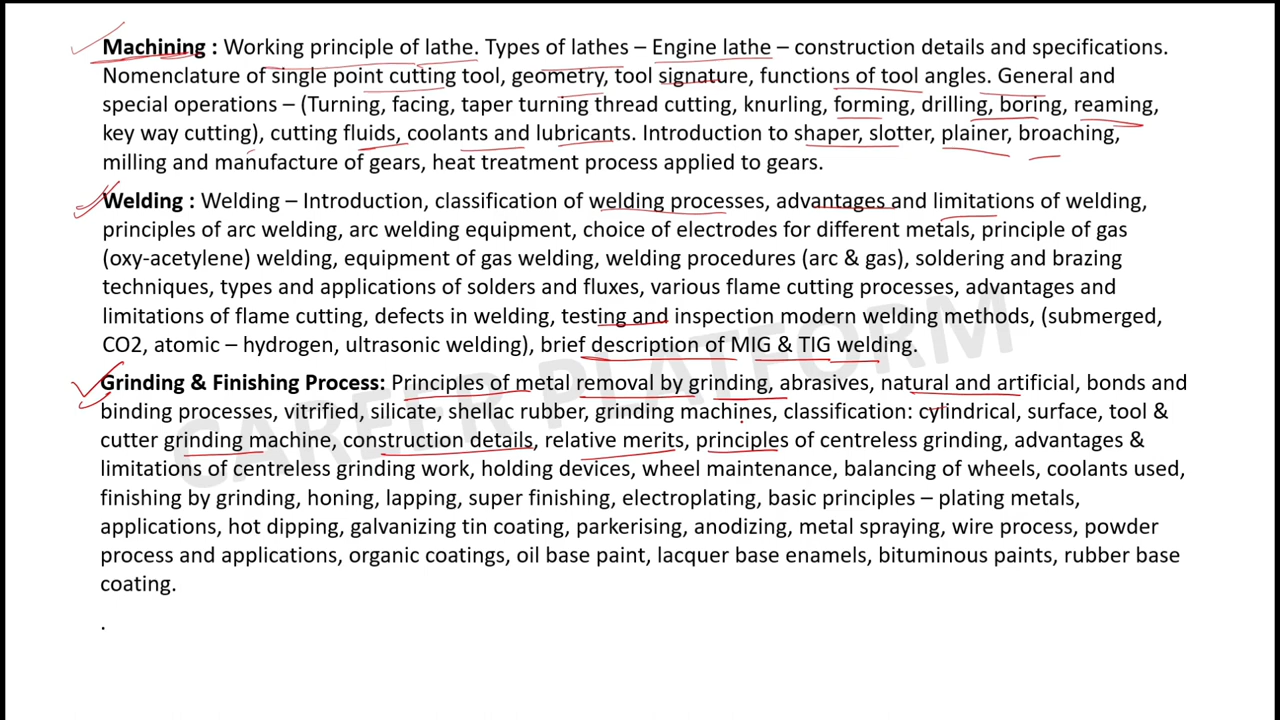 Machining : Working principle of lathe. Types of lathes – Engine lathe – construction details and specifications.
Nomenclature of single point cutting tool, geometry, tool signature, functions of tool angles. General and
special operations – (Turning, facing, taper turning thread cutting, knurling, forming, drilling, boring, reaming,
key way cutting), cutting fluids, coolants and lubricants. Introduction to shaper, slotter, plainer, broaching,
milling and manufacture of gears, heat treatment process applied to gears.
Welding : Welding – Introduction, classification of welding processes, advantages and limitations of welding,
principles of arc welding, arc welding equipment, choice of electrodes for different metals, principle of gas
(oxy-acetylene) welding, equipment of gas welding, welding procedures (arc & gas), soldering and brazing
techniques, types and applications of solders and fluxes, various flame cutting processes, advantages and
limitations of flame cutting, defects in welding, testing and inspection modern welding methods, (submerged,
CO2, atomic – hydrogen, ultrasonic welding), brief description of MIG & TIG welding.
Grinding & Finishing Process: Principles of metal removal by grinding, abrasives, natural and artificial, bonds and
binding processes, vitrified, silicate, shellac rubber, grinding machines, classification: cylindrical, surface, tool &
cutter grinding machine, construction details, relative merits, principles of centreless grinding, advantages &
limitations of centreless grinding work, holding devices, wheel maintenance, balancing of wheels, coolants used,
finishing by grinding, honing, lapping, super finishing, electroplating, basic principles – plating metals,
applications, hot dipping, galvanizing tin coating, parkerising, anodizing, metal spraying, wire process, powder
process and applications, organic coatings, oil base paint, lacquer base enamels, bituminous paints, rubber base
coating.
.
CAREER PLATFORM